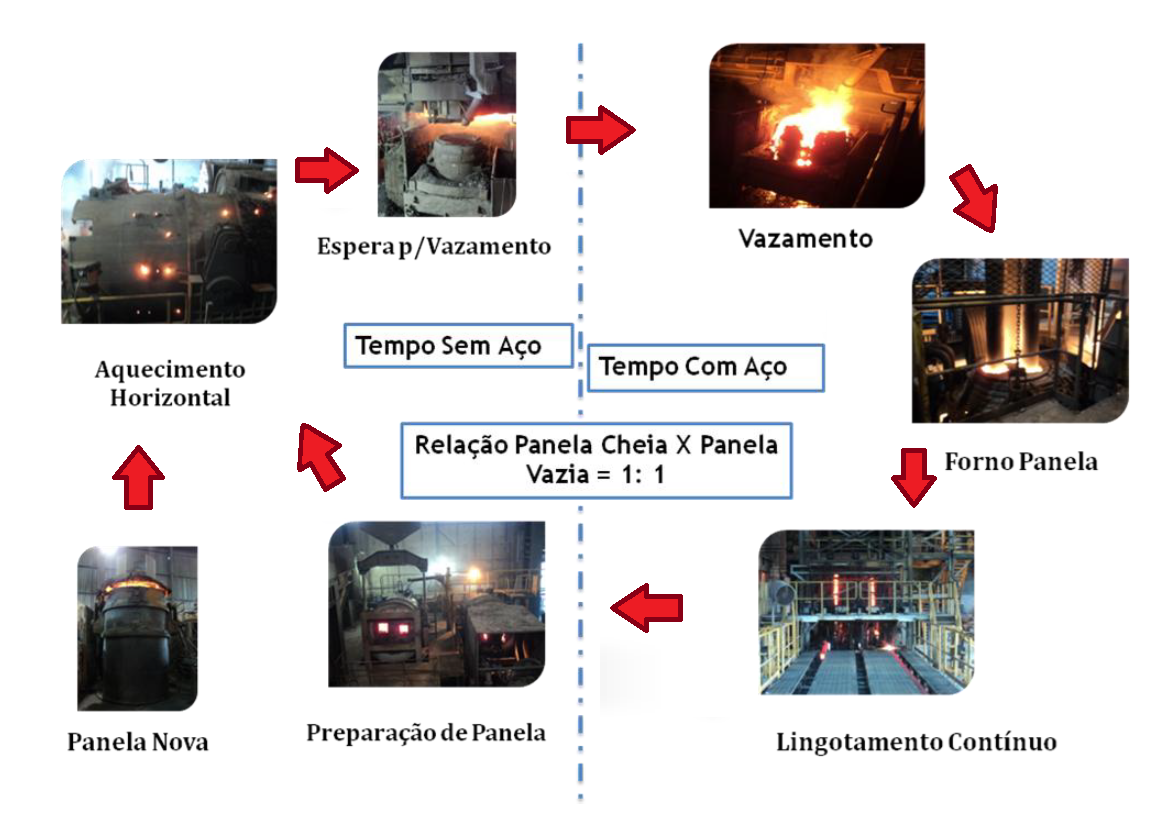 Espera p/Vazamento
Vazamento
Tempo Sem Aço
Tempo Com Aço
Aquecimento
Horizontal
Relação Panela Cheia X Panela
Vazia = 1: 1
Forno Panela
Panela Nova
Preparação de Panela
Lingotamento Contínuo